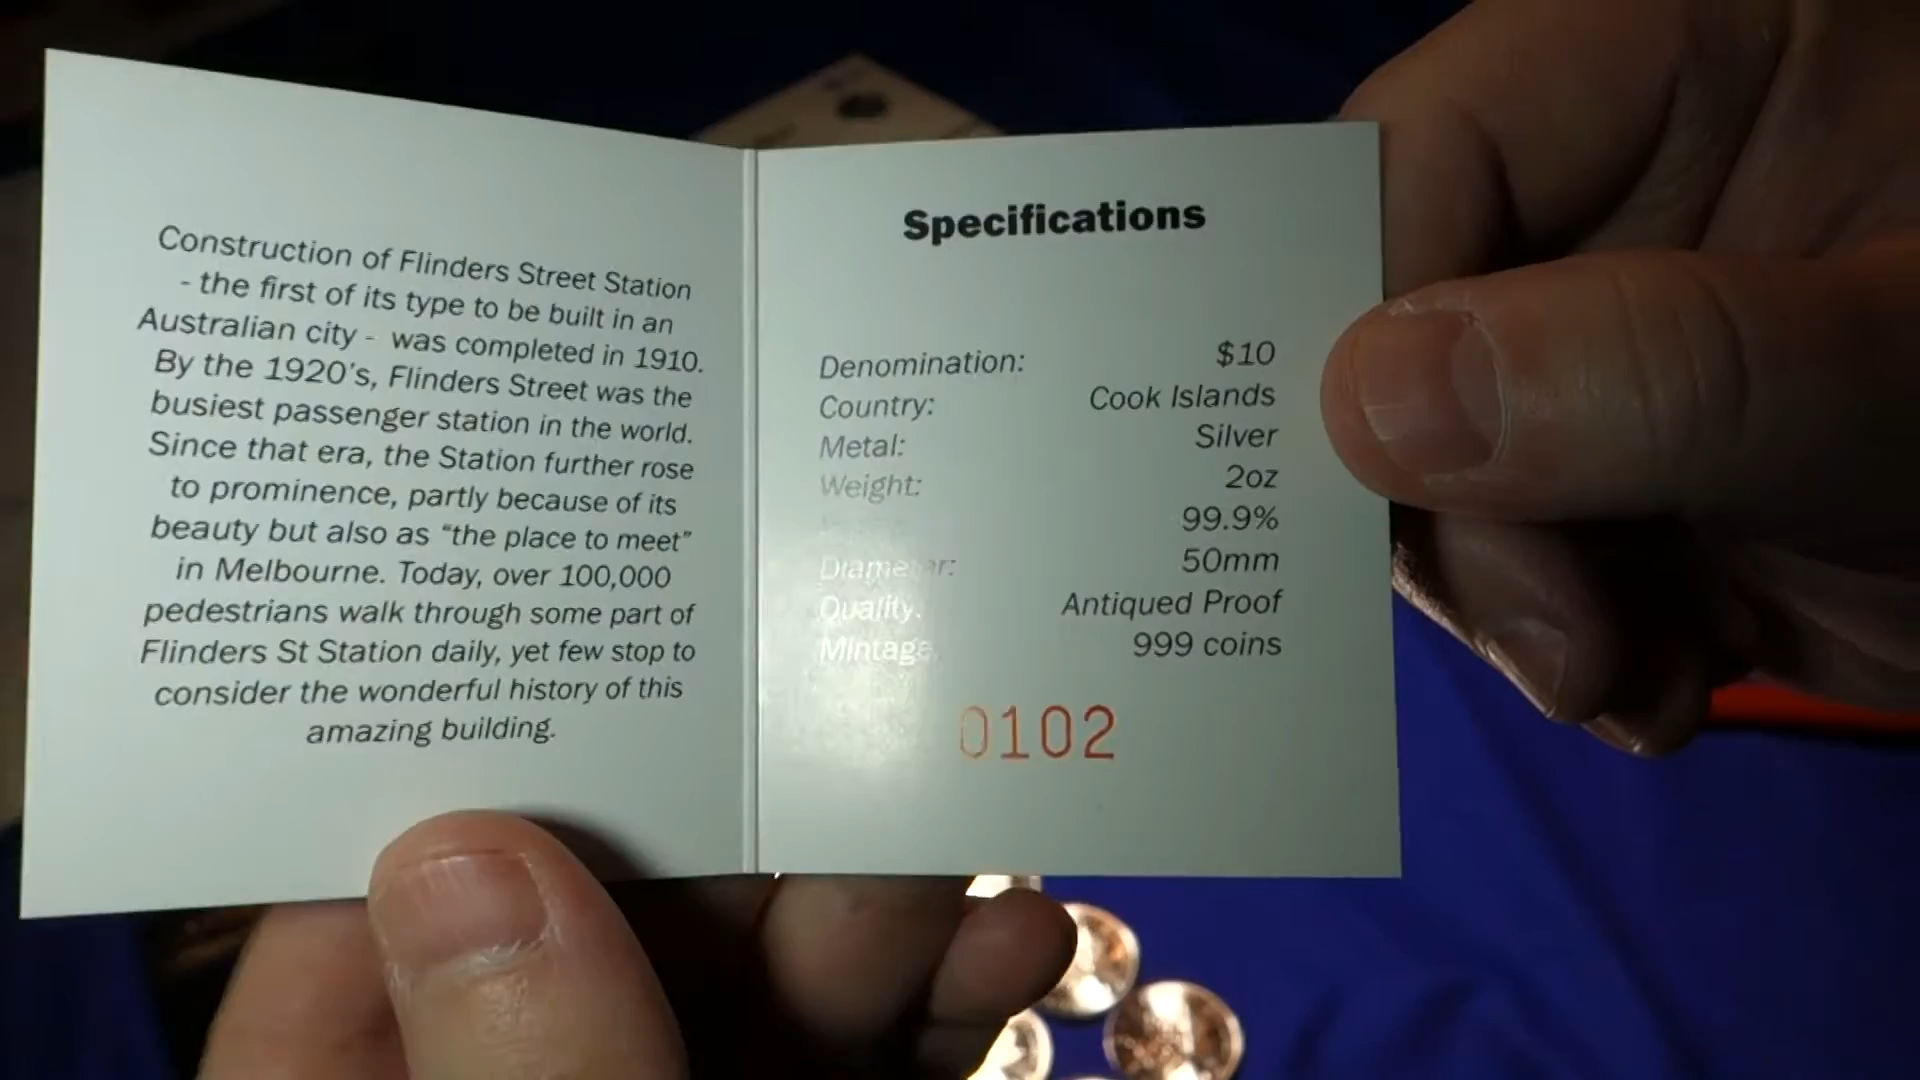 Construction of Flinders Street Station
- the first of its type to be built in an
Australian city - was completed in 1910.
By the 1920's, Flinders Street was the
busiest passenger station in the world.
Since that era, the Station further rose
to prominence, partly because of its
beauty but also as “the place to meet”
in Melbourne. Today, over 100,000
pedestrians walk through some part of
Flinders St Station daily, yet few stop to
consider the wonderful history of this
amazing building.
Specifications
Denomination: $10
Country: Cook Islands
Metal: Silver
Weight: 2oz
99.9%
Diameter: 50mm
Quality: Antiqued Proof
Mintage: 999 coins
0102